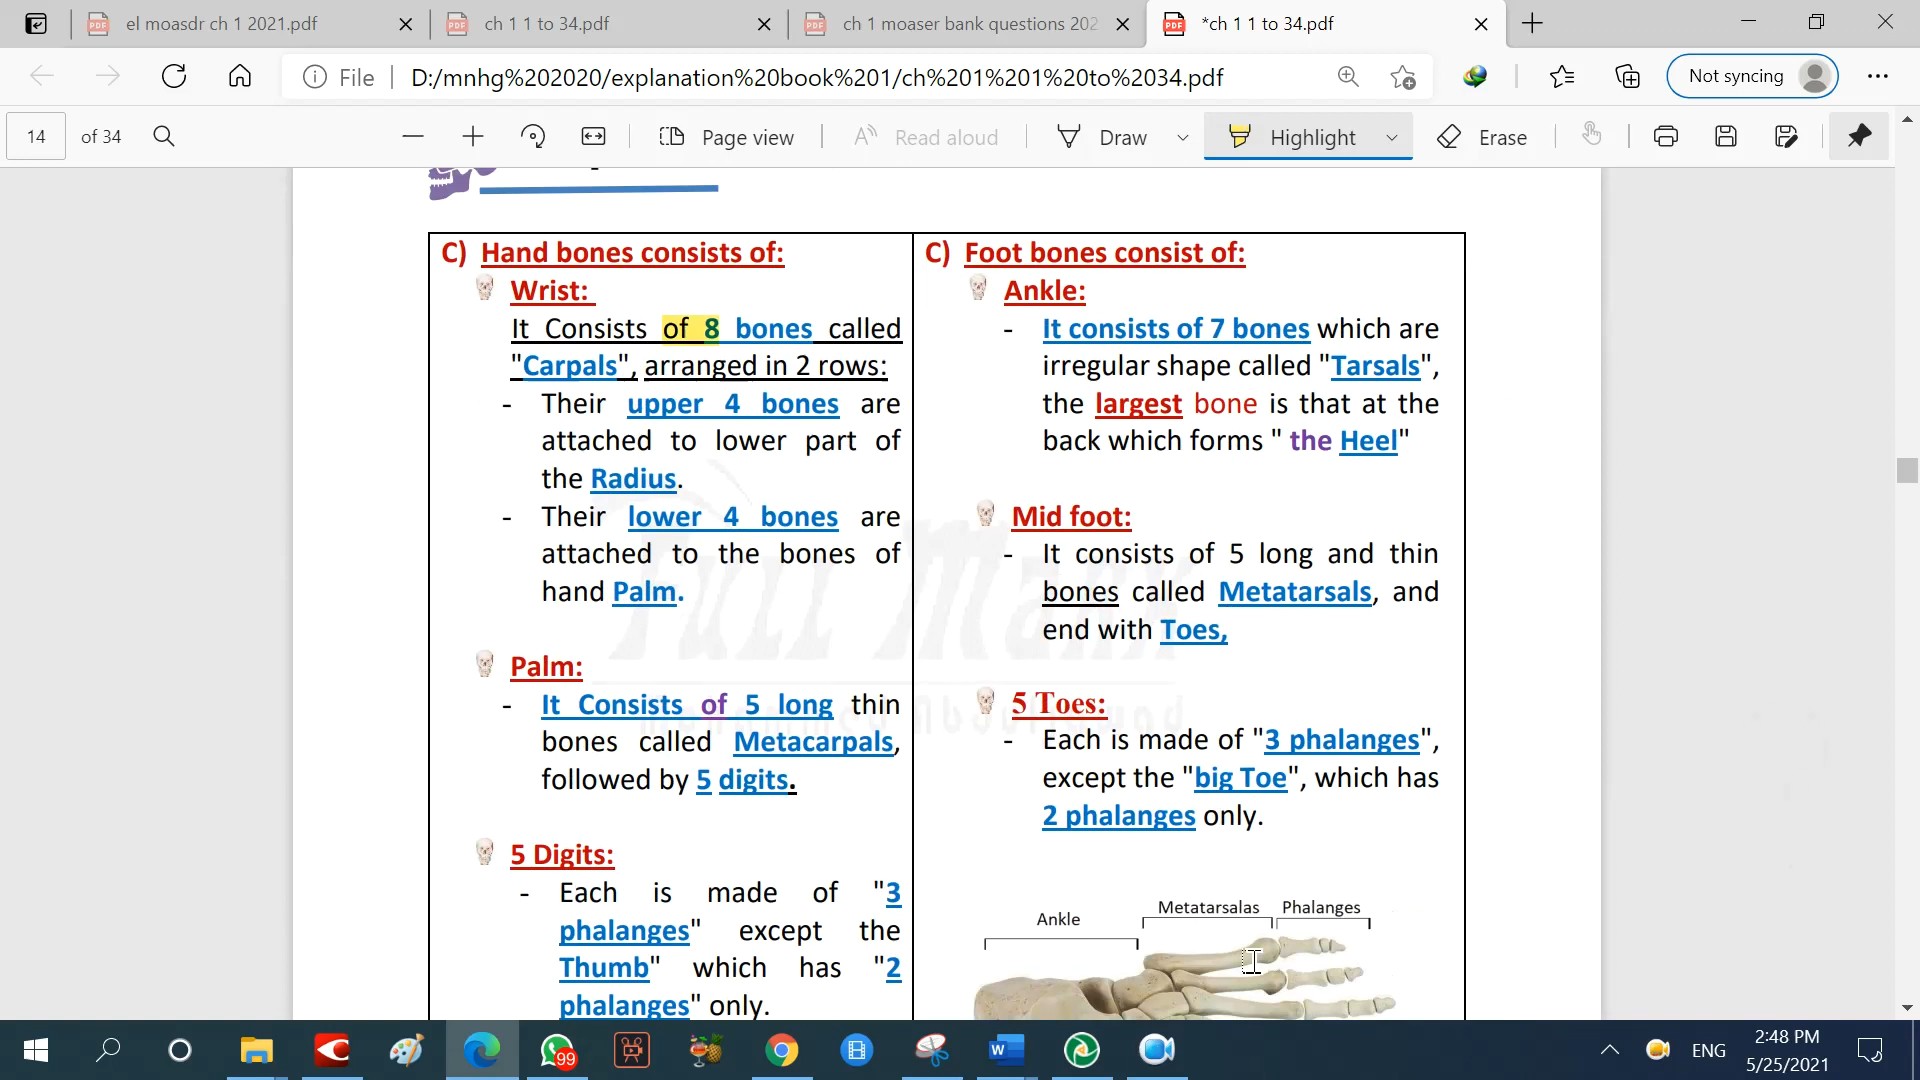 el moasdr ch 1 2021.pdf
ch 1 1 to 34.pdf
ch 1 moaser bank questions 202
*ch 1 1 to 34.pdf
File
D:/mnhg%202020/explanation%20book%201/ch%201%201%20to%2034.pdf
Not syncing
14 of 34
Page view
Read aloud
Draw
Highlight
Erase
C) Hand bones consists of:
Wrist:
It Consists of 8 bones called
"Carpals", arranged in 2 rows:
- Their upper 4 bones are
attached to lower part of
the Radius.
- Their lower 4 bones are
attached to the bones of
hand Palm.
Palm:
- It Consists of 5 long thin
bones called Metacarpals,
followed by 5 digits.
5 Digits:
- Each is made of "3
phalanges" except the
Thumb" which has "2
phalanges" only.
C) Foot bones consist of:
Ankle:
- It consists of 7 bones which are
irregular shape called "Tarsals",
the largest bone is that at the
back which forms " the Heel"
Mid foot:
- It consists of 5 long and thin
bones called Metatarsals, and
end with Toes,
5 Toes:
- Each is made of "3 phalanges",
except the "big Toe", which has
2 phalanges only.
Ankle
Metatarsalas
Phalanges
Full Marx
99
ENG
2:48 PM
5/25/2021